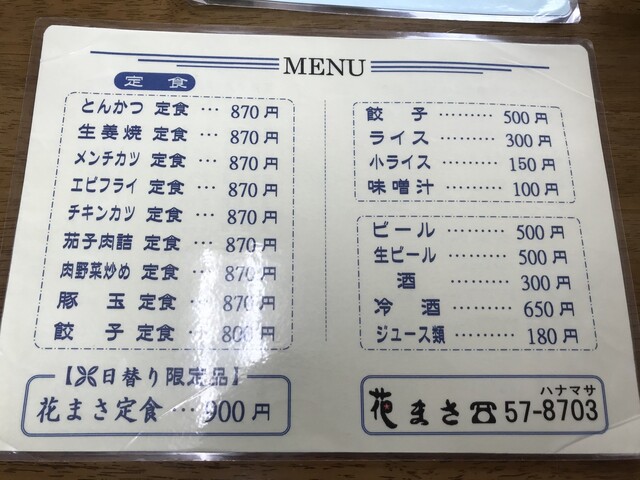 MENU
定食
とんかつ 定食 … 870円
生姜焼 定食 … 870円
メンチカツ 定食 … 870円
エビフライ 定食 … 870円
チキンカツ 定食 … 870円
茄子肉詰 定食 … 870円
肉野菜炒め 定食 … 870円
豚玉 定食 … 870円
餃子 定食 … 800円
【日替り限定品】
花まさ定食 … 900円
餃子 ……… 500円
ライス ……… 300円
小ライス ……… 150円
味噌汁 ……… 100円
ビール ……… 500円
生ビール ……… 500円
酒 ……… 300円
冷酒 ……… 650円
ジュース類 ……… 180円
ハナマサ
花まさ☎57-8703